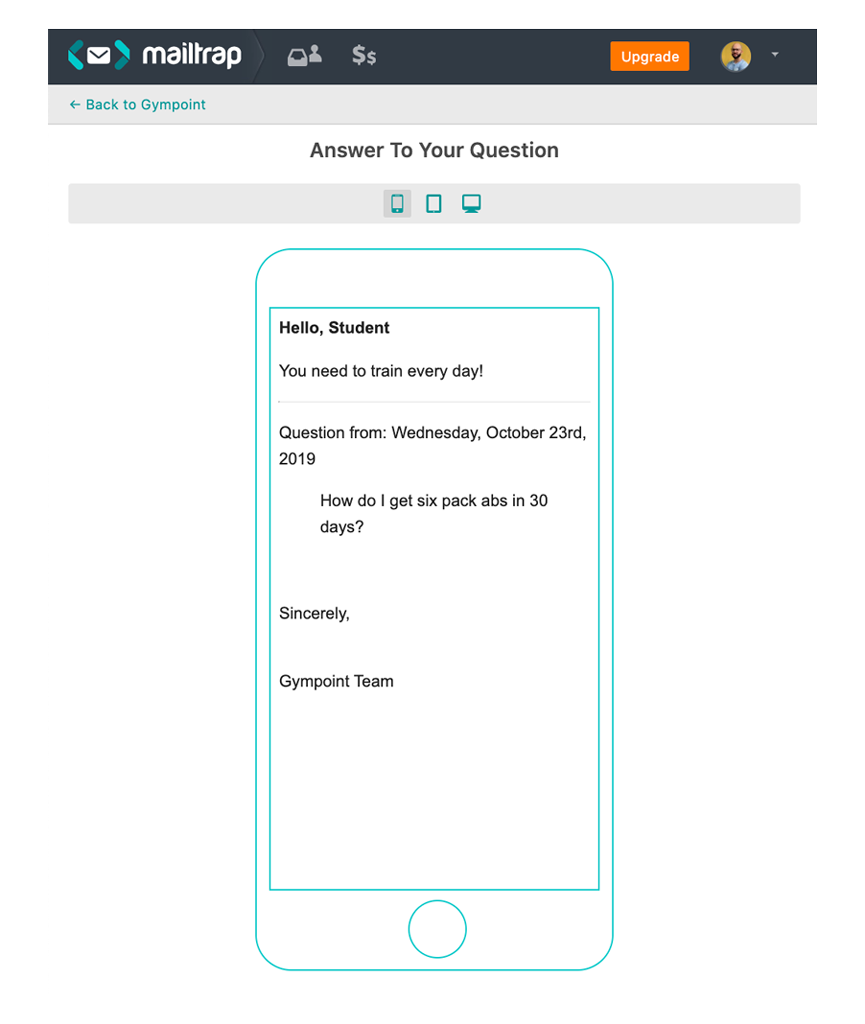 mailtrap
$s
Upgrade
← Back to Gympoint
Answer To Your Question
Hello, Student
You need to train every day!
Question from: Wednesday, October 23rd,
2019
How do I get six pack abs in 30
days?
Sincerely,
Gympoint Team